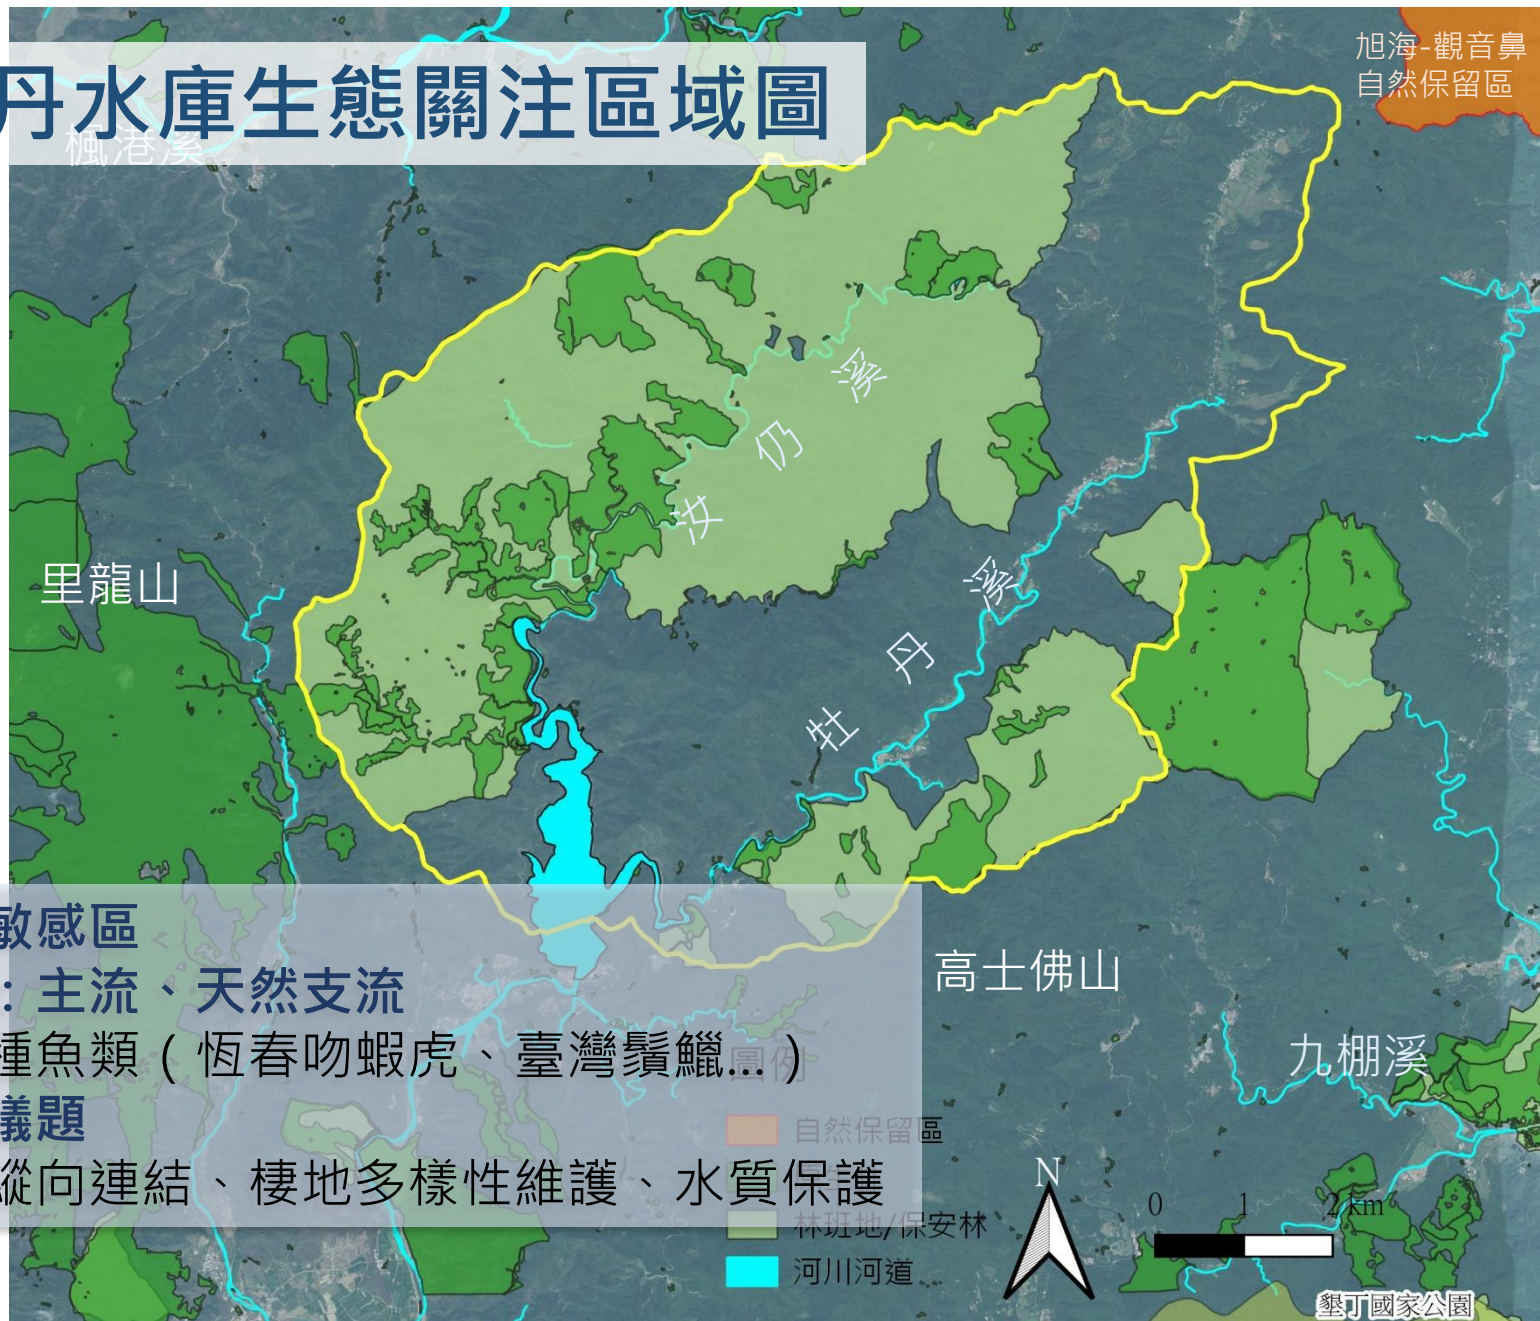 丹水庫生態關注區域圖
旭海-觀音鼻
自然保留區
楓港溪
汝仍溪
里龍山
牡丹溪
敏感區
：主流、天然支流
種魚類（恆春吻蝦虎、臺灣鬚鱲...）
議題
縱向連結、棲地多樣性維護、水質保護
高士佛山
九棚溪
圖例
自然保留區
林班地/保安林
河川河道
N
0 1 2 km
墾丁國家公園